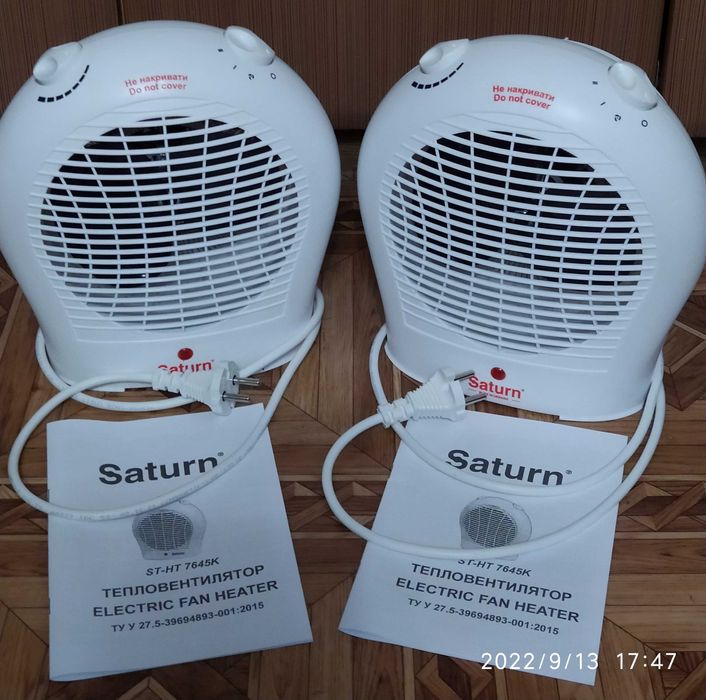 Не накривати
Do not cover
Saturn
Не накривати
Do not cover
Saturn
Saturn®
ST-HT 7645K
ТЕПЛОВЕНТИЛЯТОР
ELECTRIC FAN HEATER
ТУ У 27.5-39694893-001:2015
Saturn®
ST-HT 7645K
ТЕПЛОВЕНТИЛЯТОР
ELECTRIC FAN HEATER
ТУ У 27.5-39694893-001:2015
2022/9/13 17:47